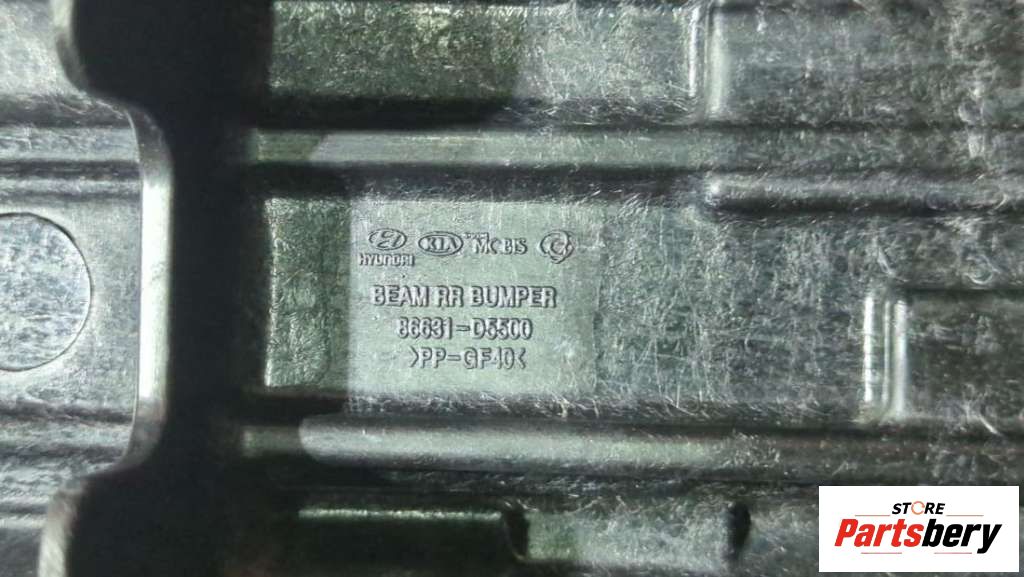 HYUNDAI KIA MOBIS
BEAM RR BUMPER
86631-D5500
>PP-GF40<
STORE
Partsbery